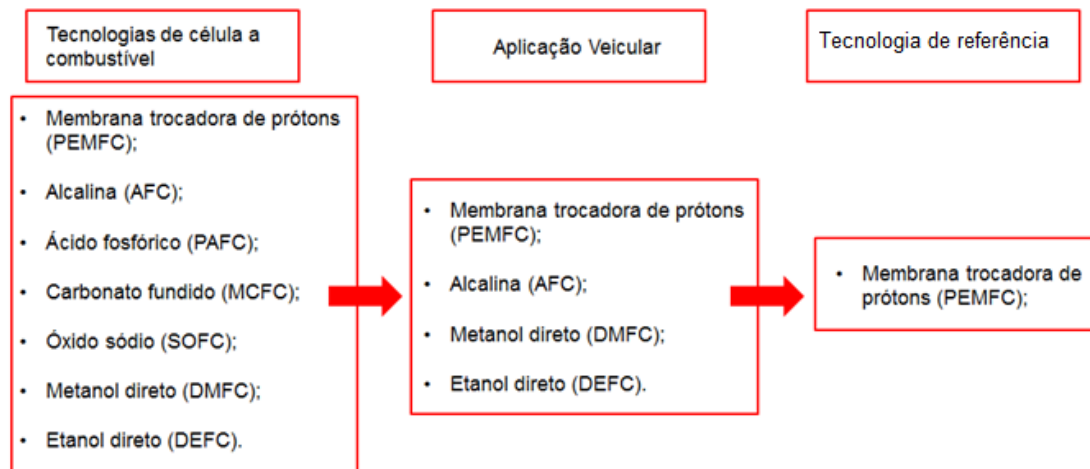 Tecnologias de célula a
combustível
Aplicação Veicular
Tecnologia de referência
• Membrana trocadora de prótons
(PEMFC);
• Alcalina (AFC);
• Ácido fosfórico (PAFC);
• Carbonato fundido (MCFC);
• Óxido sódio (SOFC);
• Metanol direto (DMFC);
• Etanol direto (DEFC).
• Membrana trocadora de prótons
(PEMFC);
• Alcalina (AFC);
• Metanol direto (DMFC);
• Etanol direto (DEFC).
• Membrana trocadora de
prótons (PEMFC);